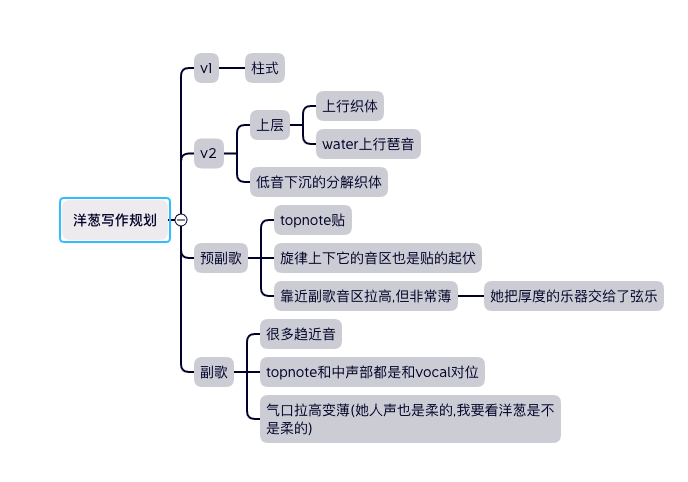 洋葱写作规划
v1
柱式
v2
上层
上行织体
water上行琶音
低音下沉的分解织体
预副歌
topnote贴
旋律上下它的音区也是贴的起伏
靠近副歌音区拉高,但非常薄
她把厚度的乐器交给了弦乐
副歌
很多趋近音
topnote和中声部都是和vocal对位
气口拉高变薄(她人声也是柔的,我要看洋葱是不
是柔的)